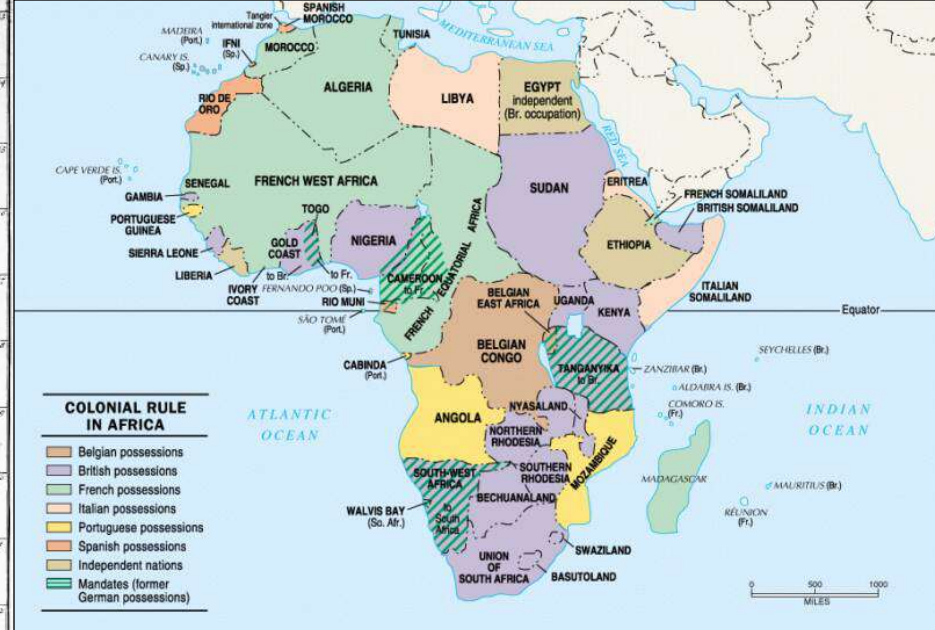 SPANISH
MOROCCO
Tangier
international zone
MADEIRA
(Port.)
IFNI
(Sp.)
MOROCCO
TUNISIA
MEDITERRANEAN SEA
CANARY IS.
(Sp.)
ALGERIA
LIBYA
EGYPT
independent
(Br. occupation)
RIO DE
ORO
RED SEA
CAPE VERDE IS.
(Port.)
SENEGAL
FRENCH WEST AFRICA
SUDAN
ERITREA
FRENCH SOMALILAND
BRITISH SOMALILAND
GAMBIA
PORTUGUESE
GUINEA
TOGO
SIERRA LEONE
GOLD
COAST
NIGERIA
ETHIOPIA
LIBERIA
to Br.
to Fr.
CAMEROON
to Fr.
FRENCH EQUATORIAL AFRICA
IVORY
COAST
FERNANDO POO (Sp.)
RIO MUNI
BELGIAN
EAST AFRICA
UGANDA
KENYA
ITALIAN
SOMALILAND
Equator
SÃO TOMÉ
(Port.)
BELGIAN
CONGO
CABINDA
(Port.)
TANGANYIKA
to Br.
SEYCHELLES (Br.)
ZANZIBAR (Br.)
ALDABRA IS. (Br.)
COMORO IS.
(Fr.)
ATLANTIC
OCEAN
ANGOLA
NYASALAND
NORTHERN
RHODESIA
INDIAN
OCEAN
SOUTH-WEST
AFRICA
to
South
Africa
SOUTHERN
RHODESIA
MOZAMBIQUE
MADAGASCAR
MAURITIUS (Br.)
RÉUNION
(Fr.)
WALVIS BAY
(So. Afr.)
BECHUANALAND
UNION
OF
SOUTH AFRICA
SWAZILAND
BASUTOLAND
COLONIAL RULE
IN AFRICA
Belgian possessions
British possessions
French possessions
Italian possessions
Portuguese possessions
Spanish possessions
Independent nations
Mandates (former
German possessions)
0 500 1000
MILES